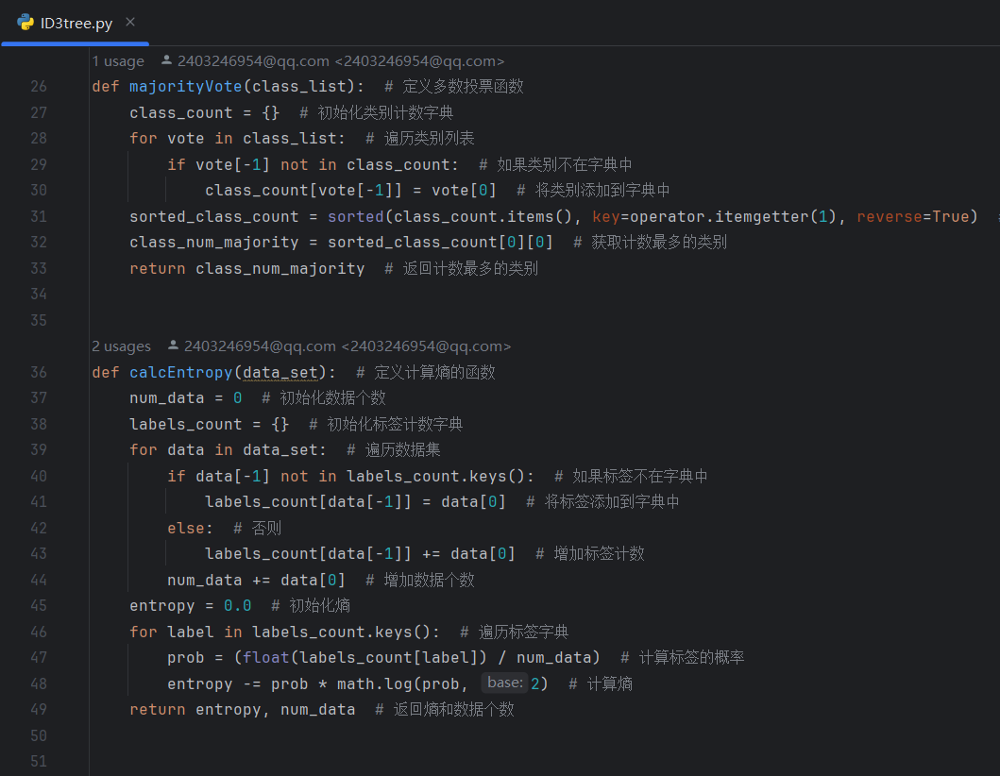 ID3tree.py
1 usage 2403246954@qq.com <2403246954@qq.com>
26 def majorityVote(class_list): # 定义多数投票函数
27 class_count = {} # 初始化类别计数字典
28 for vote in class_list: # 遍历类别列表
29 if vote[-1] not in class_count: # 如果类别不在字典中
30 class_count[vote[-1]] = vote[0] # 将类别添加到字典中
31 sorted_class_count = sorted(class_count.items(), key=operator.itemgetter(1), reverse=True)
32 class_num_majority = sorted_class_count[0][0] # 获取计数最多的类别
33 return class_num_majority # 返回计数最多的类别
34
35
2 usages 2403246954@qq.com <2403246954@qq.com>
36 def calcEntropy(data_set): # 定义计算熵的函数
37 num_data = 0 # 初始化数据个数
38 labels_count = {} # 初始化标签计数字典
39 for data in data_set: # 遍历数据集
40 if data[-1] not in labels_count.keys(): # 如果标签不在字典中
41 labels_count[data[-1]] = data[0] # 将标签添加到字典中
42 else: # 否则
43 labels_count[data[-1]] += data[0] # 增加标签计数
44 num_data += data[0] # 增加数据个数
45 entropy = 0.0 # 初始化熵
46 for label in labels_count.keys(): # 遍历标签字典
47 prob = (float(labels_count[label]) / num_data) # 计算标签的概率
48 entropy -= prob * math.log(prob, base: 2) # 计算熵
49 return entropy, num_data # 返回熵和数据个数
50
51